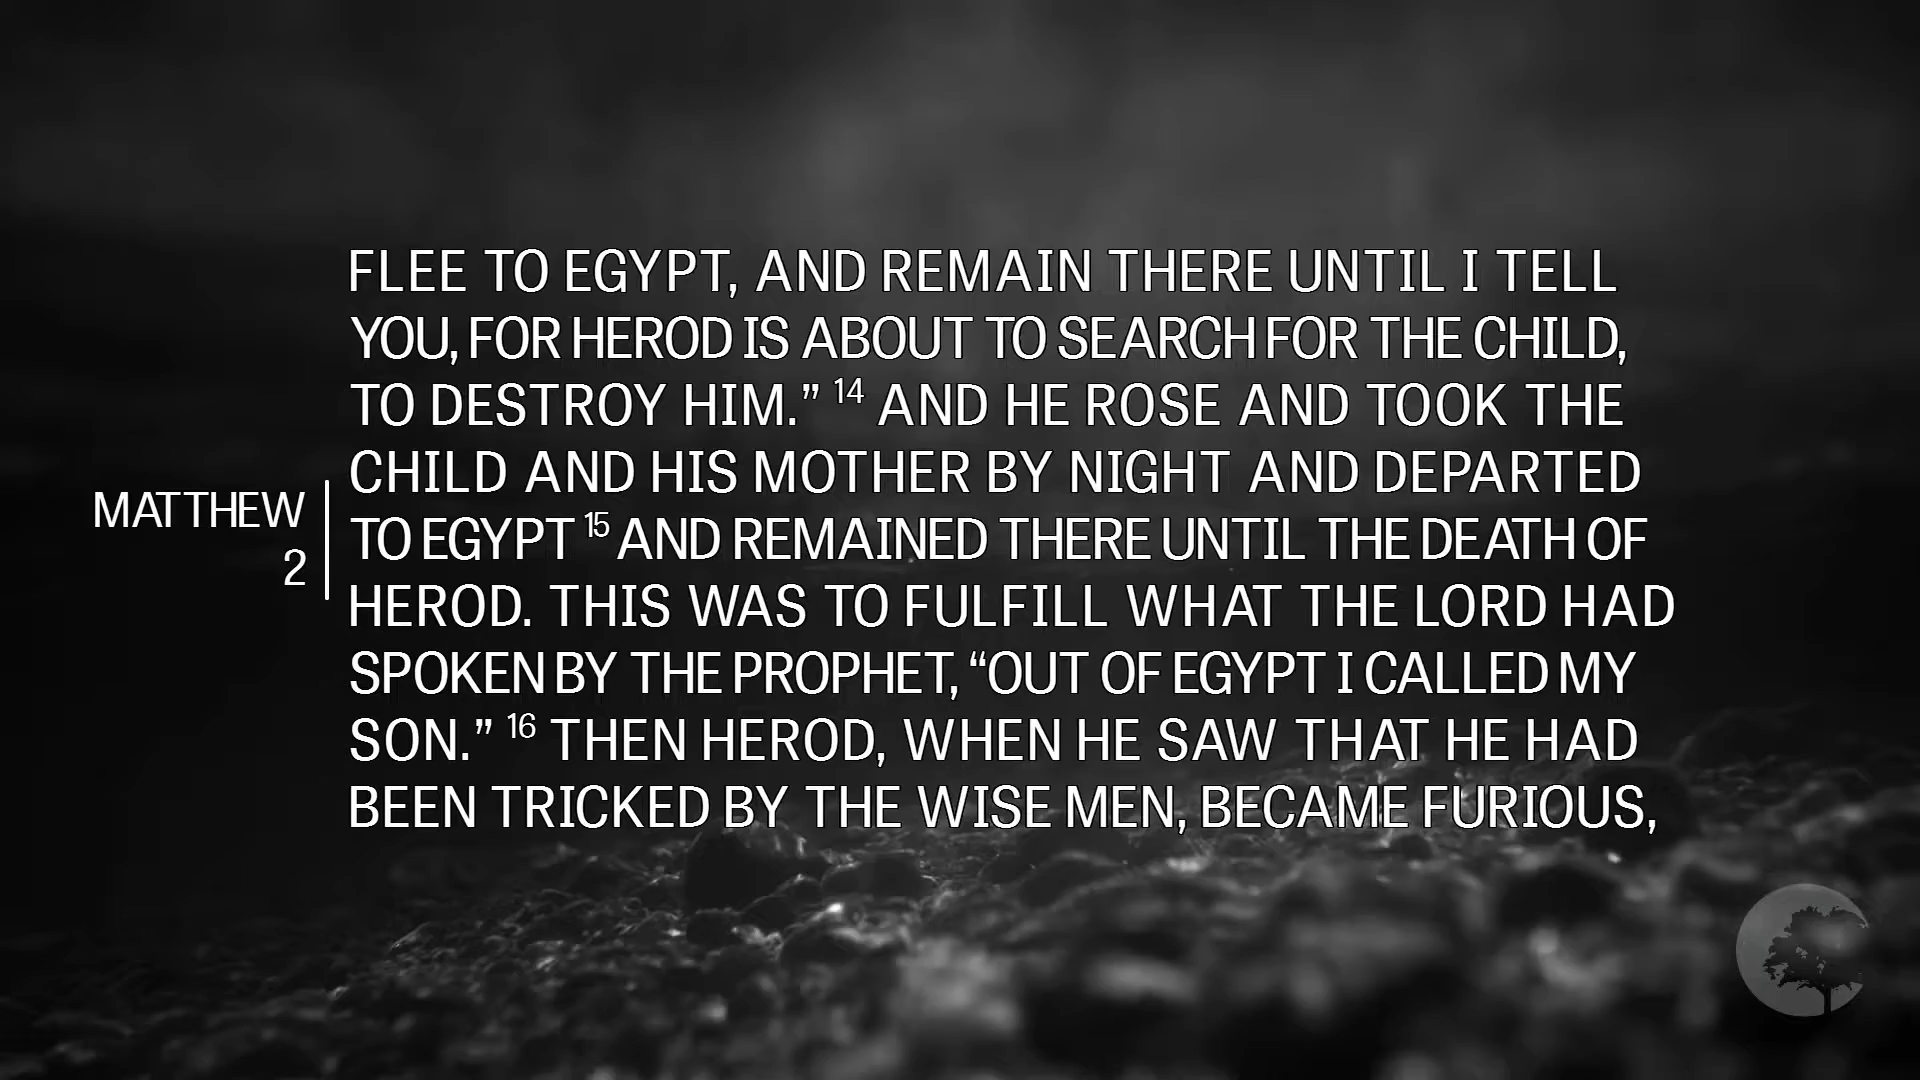 MATTHEW
2
FLEE TO EGYPT, AND REMAIN THERE UNTIL I TELL
YOU, FOR HEROD IS ABOUT TO SEARCH FOR THE CHILD,
TO DESTROY HIM.” 14 AND HE ROSE AND TOOK THE
CHILD AND HIS MOTHER BY NIGHT AND DEPARTED
TO EGYPT 15 AND REMAINED THERE UNTIL THE DEATH OF
HEROD. THIS WAS TO FULFILL WHAT THE LORD HAD
SPOKEN BY THE PROPHET, “OUT OF EGYPT I CALLED MY
SON.” 16 THEN HEROD, WHEN HE SAW THAT HE HAD
BEEN TRICKED BY THE WISE MEN, BECAME FURIOUS,